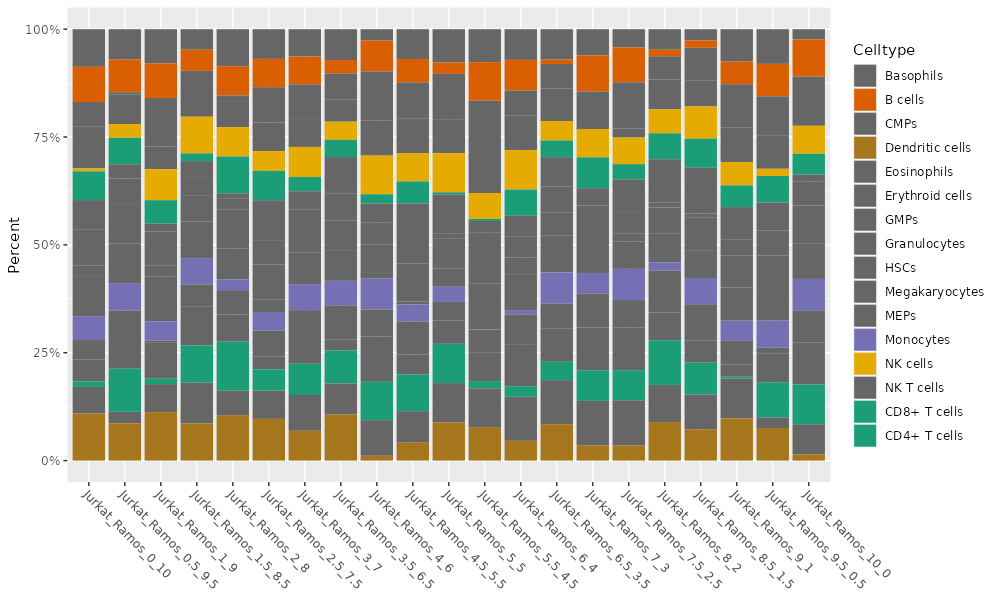 Percent
100%
75%
50%
25%
0%
Jurkat_Ramos_0_10
Jurkat_Ramos_0.5_9.5
Jurkat_Ramos_1_9
Jurkat_Ramos_1.5_8.5
Jurkat_Ramos_2_8
Jurkat_Ramos_2.5_7.5
Jurkat_Ramos_3_7
Jurkat_Ramos_3.5_6.5
Jurkat_Ramos_4_6
Jurkat_Ramos_4.5_5.5
Jurkat_Ramos_5_5
Jurkat_Ramos_5.5_4.5
Jurkat_Ramos_6_4
Jurkat_Ramos_6.5_3.5
Jurkat_Ramos_7_3
Jurkat_Ramos_7.5_2.5
Jurkat_Ramos_8_2
Jurkat_Ramos_8.5_1.5
Jurkat_Ramos_9_1
Jurkat_Ramos_9.5_0.5
Jurkat_Ramos_10_0
Celltype
Basophils
B cells
CMPs
Dendritic cells
Eosinophils
Erythroid cells
GMPs
Granulocytes
HSCs
Megakaryocytes
MEPs
Monocytes
NK cells
NK T cells
CD8+ T cells
CD4+ T cells